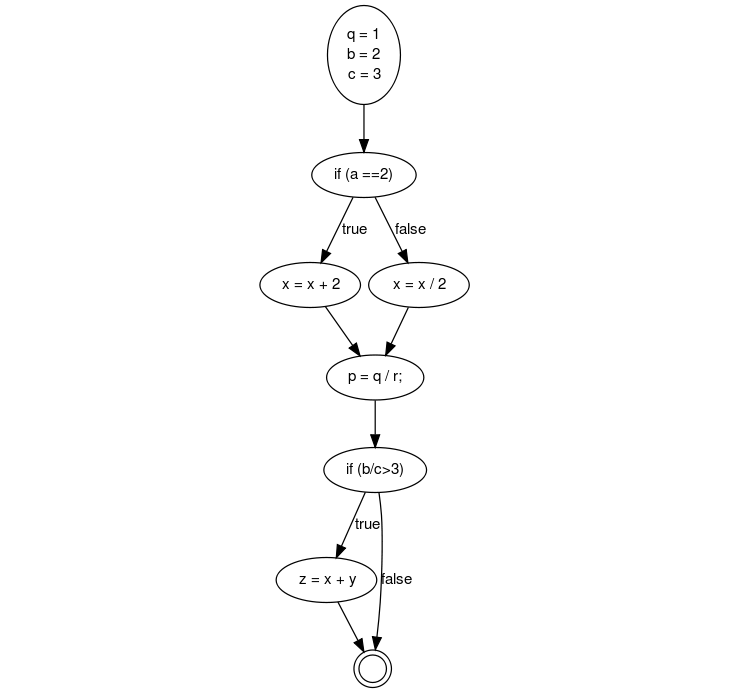 q = 1
b = 2
c = 3
if (a ==2)
true
false
x = x + 2
x = x / 2
p = q / r;
if (b/c>3)
true
z = x + y
false